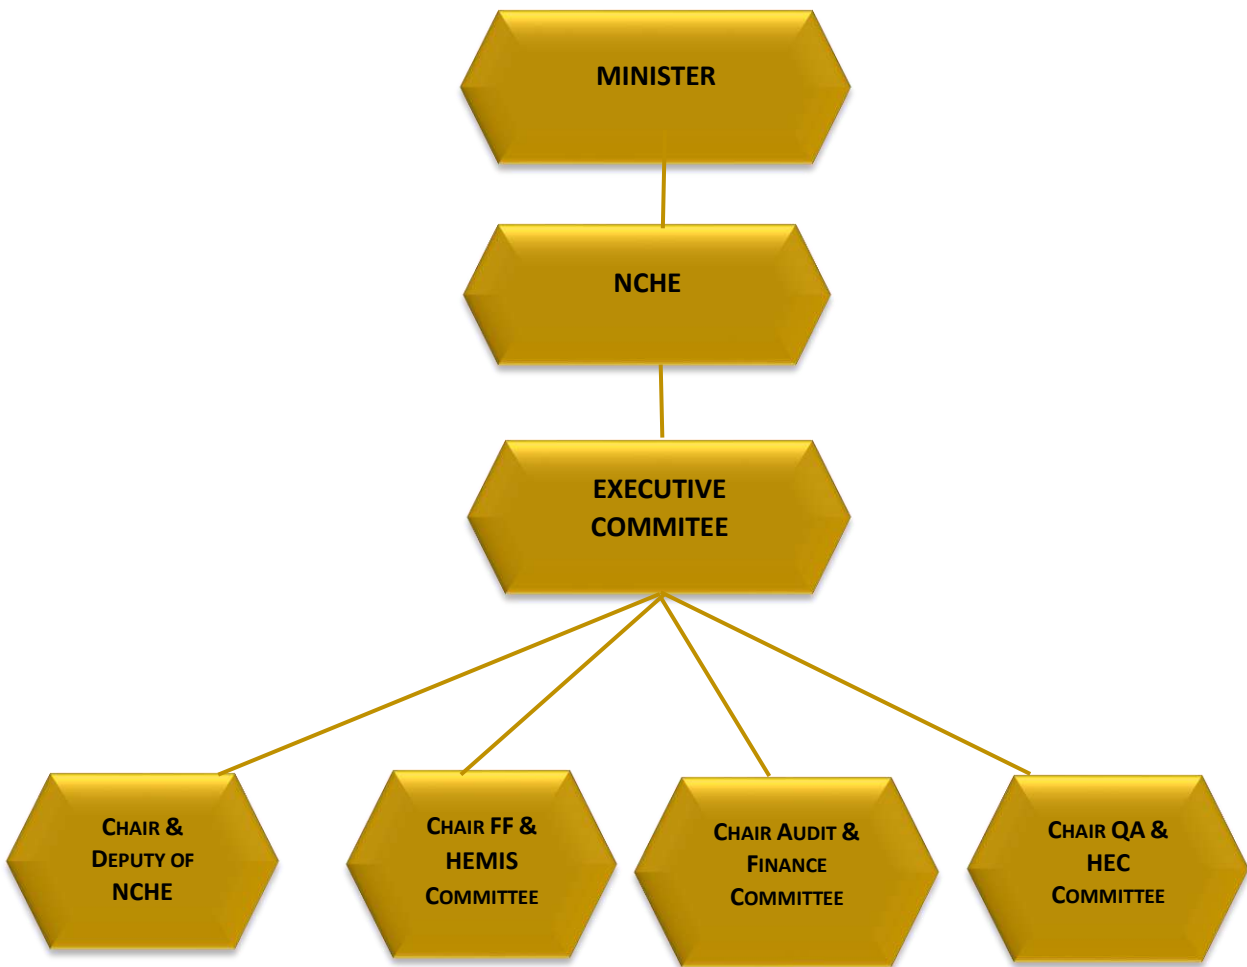 MINISTER
NCHE
EXECUTIVE
COMMITEE
CHAIR &
DEPUTY OF
NCHE
CHAIR FF &
HEMIS
COMMITTEE
CHAIR AUDIT &
FINANCE
COMMITTEE
CHAIR QA &
HEC
COMMITTEE